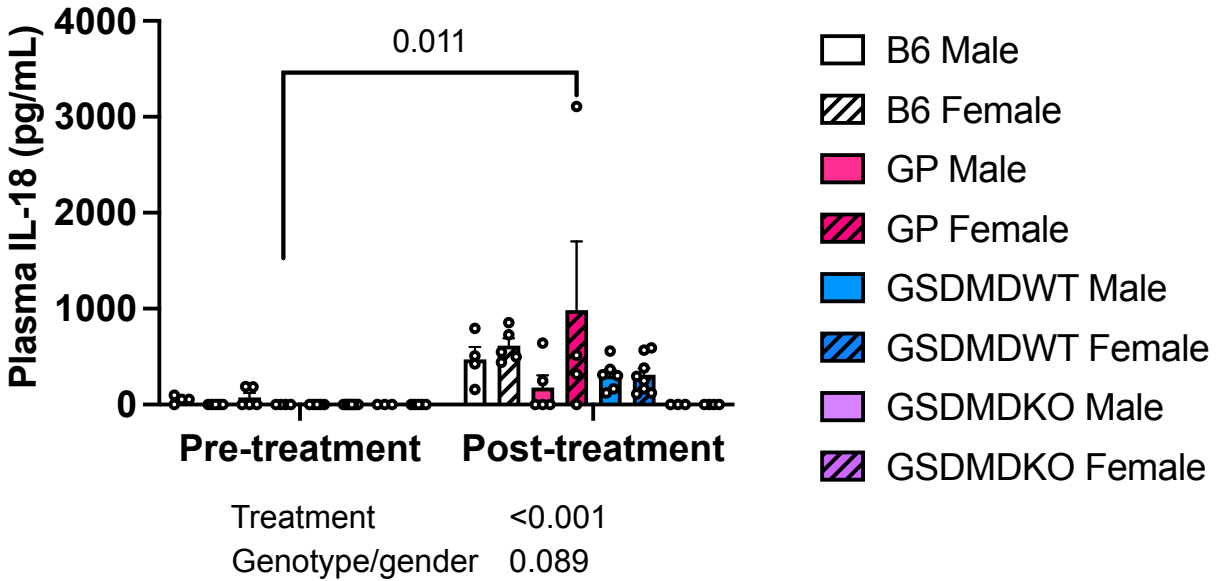 Plasma IL-18 (pg/mL)
4000
3000
2000
1000
0
0.011
Pre-treatment
Post-treatment
Treatment <0.001
Genotype/gender 0.089
B6 Male
B6 Female
GP Male
GP Female
GSDMDWT Male
GSDMDWT Female
GSDMDKO Male
GSDMDKO Female